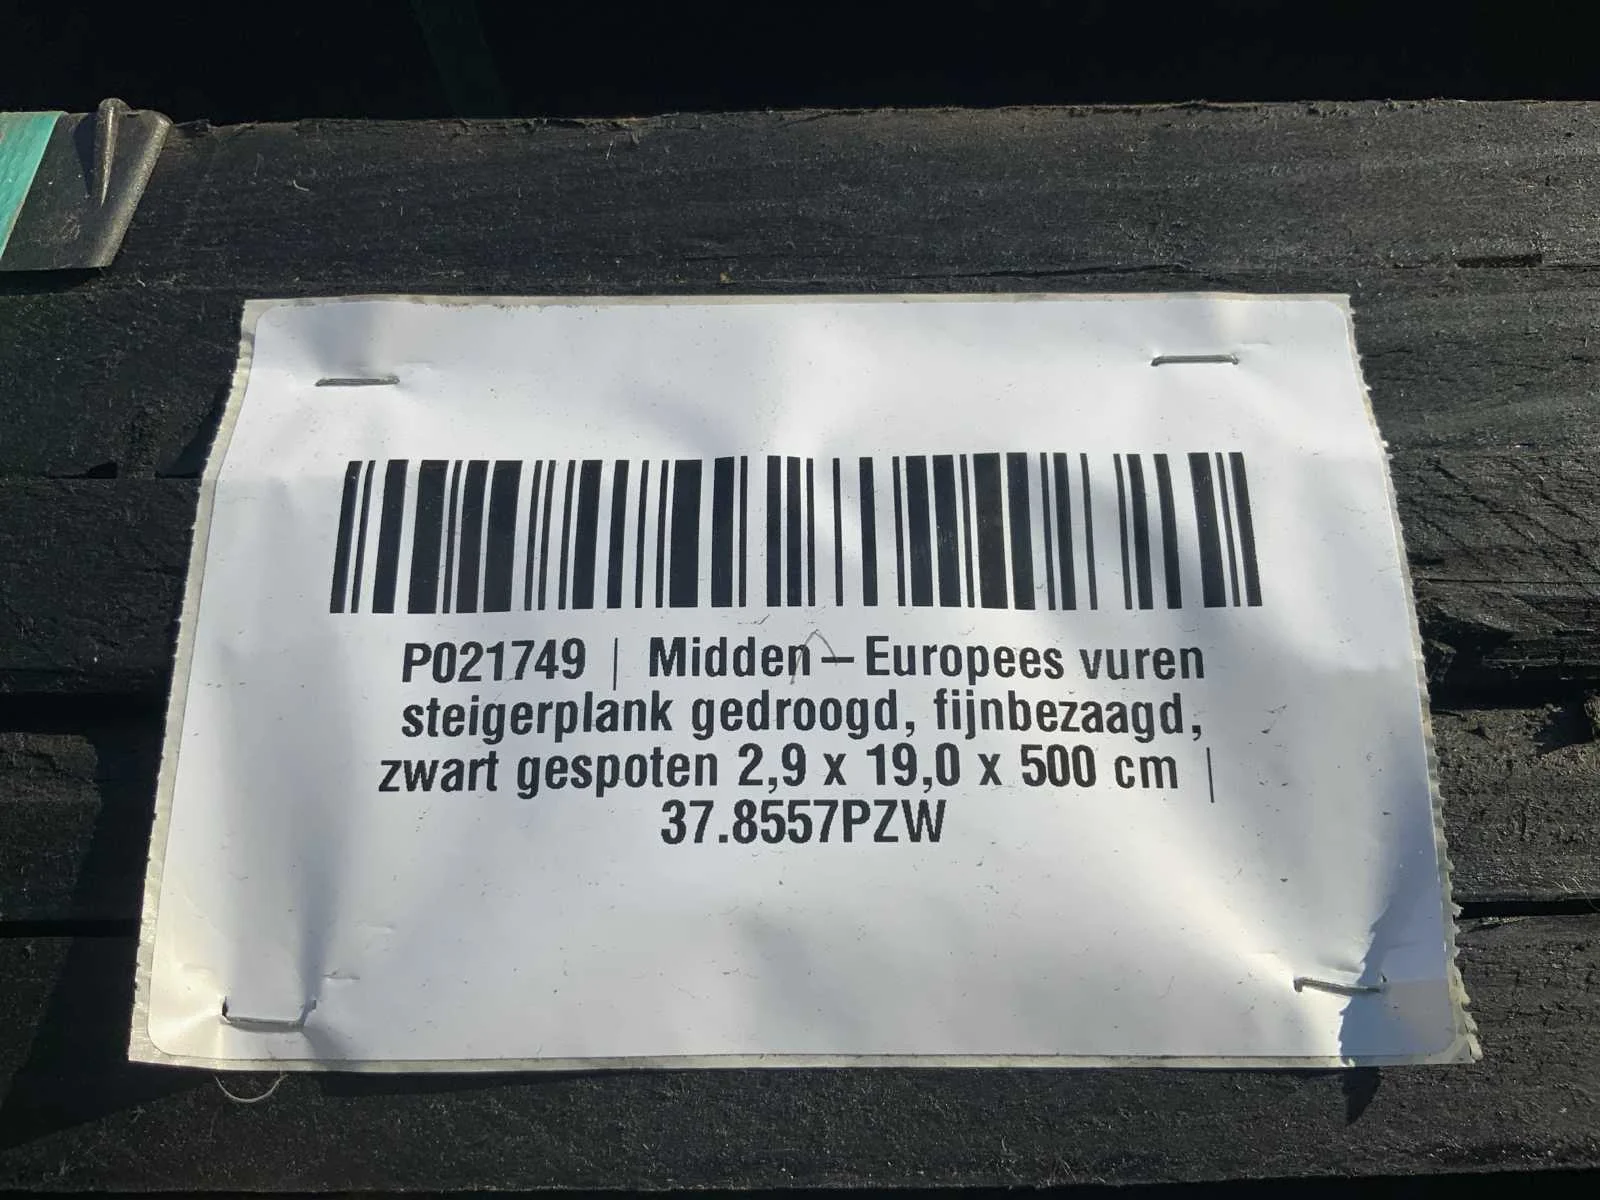 P021749 | Midden – Europees vuren
steigerplank gedroogd, fijnbezaagd,
zwart gespoten 2,9 x 19,0 x 500 cm |
37.8557PZW